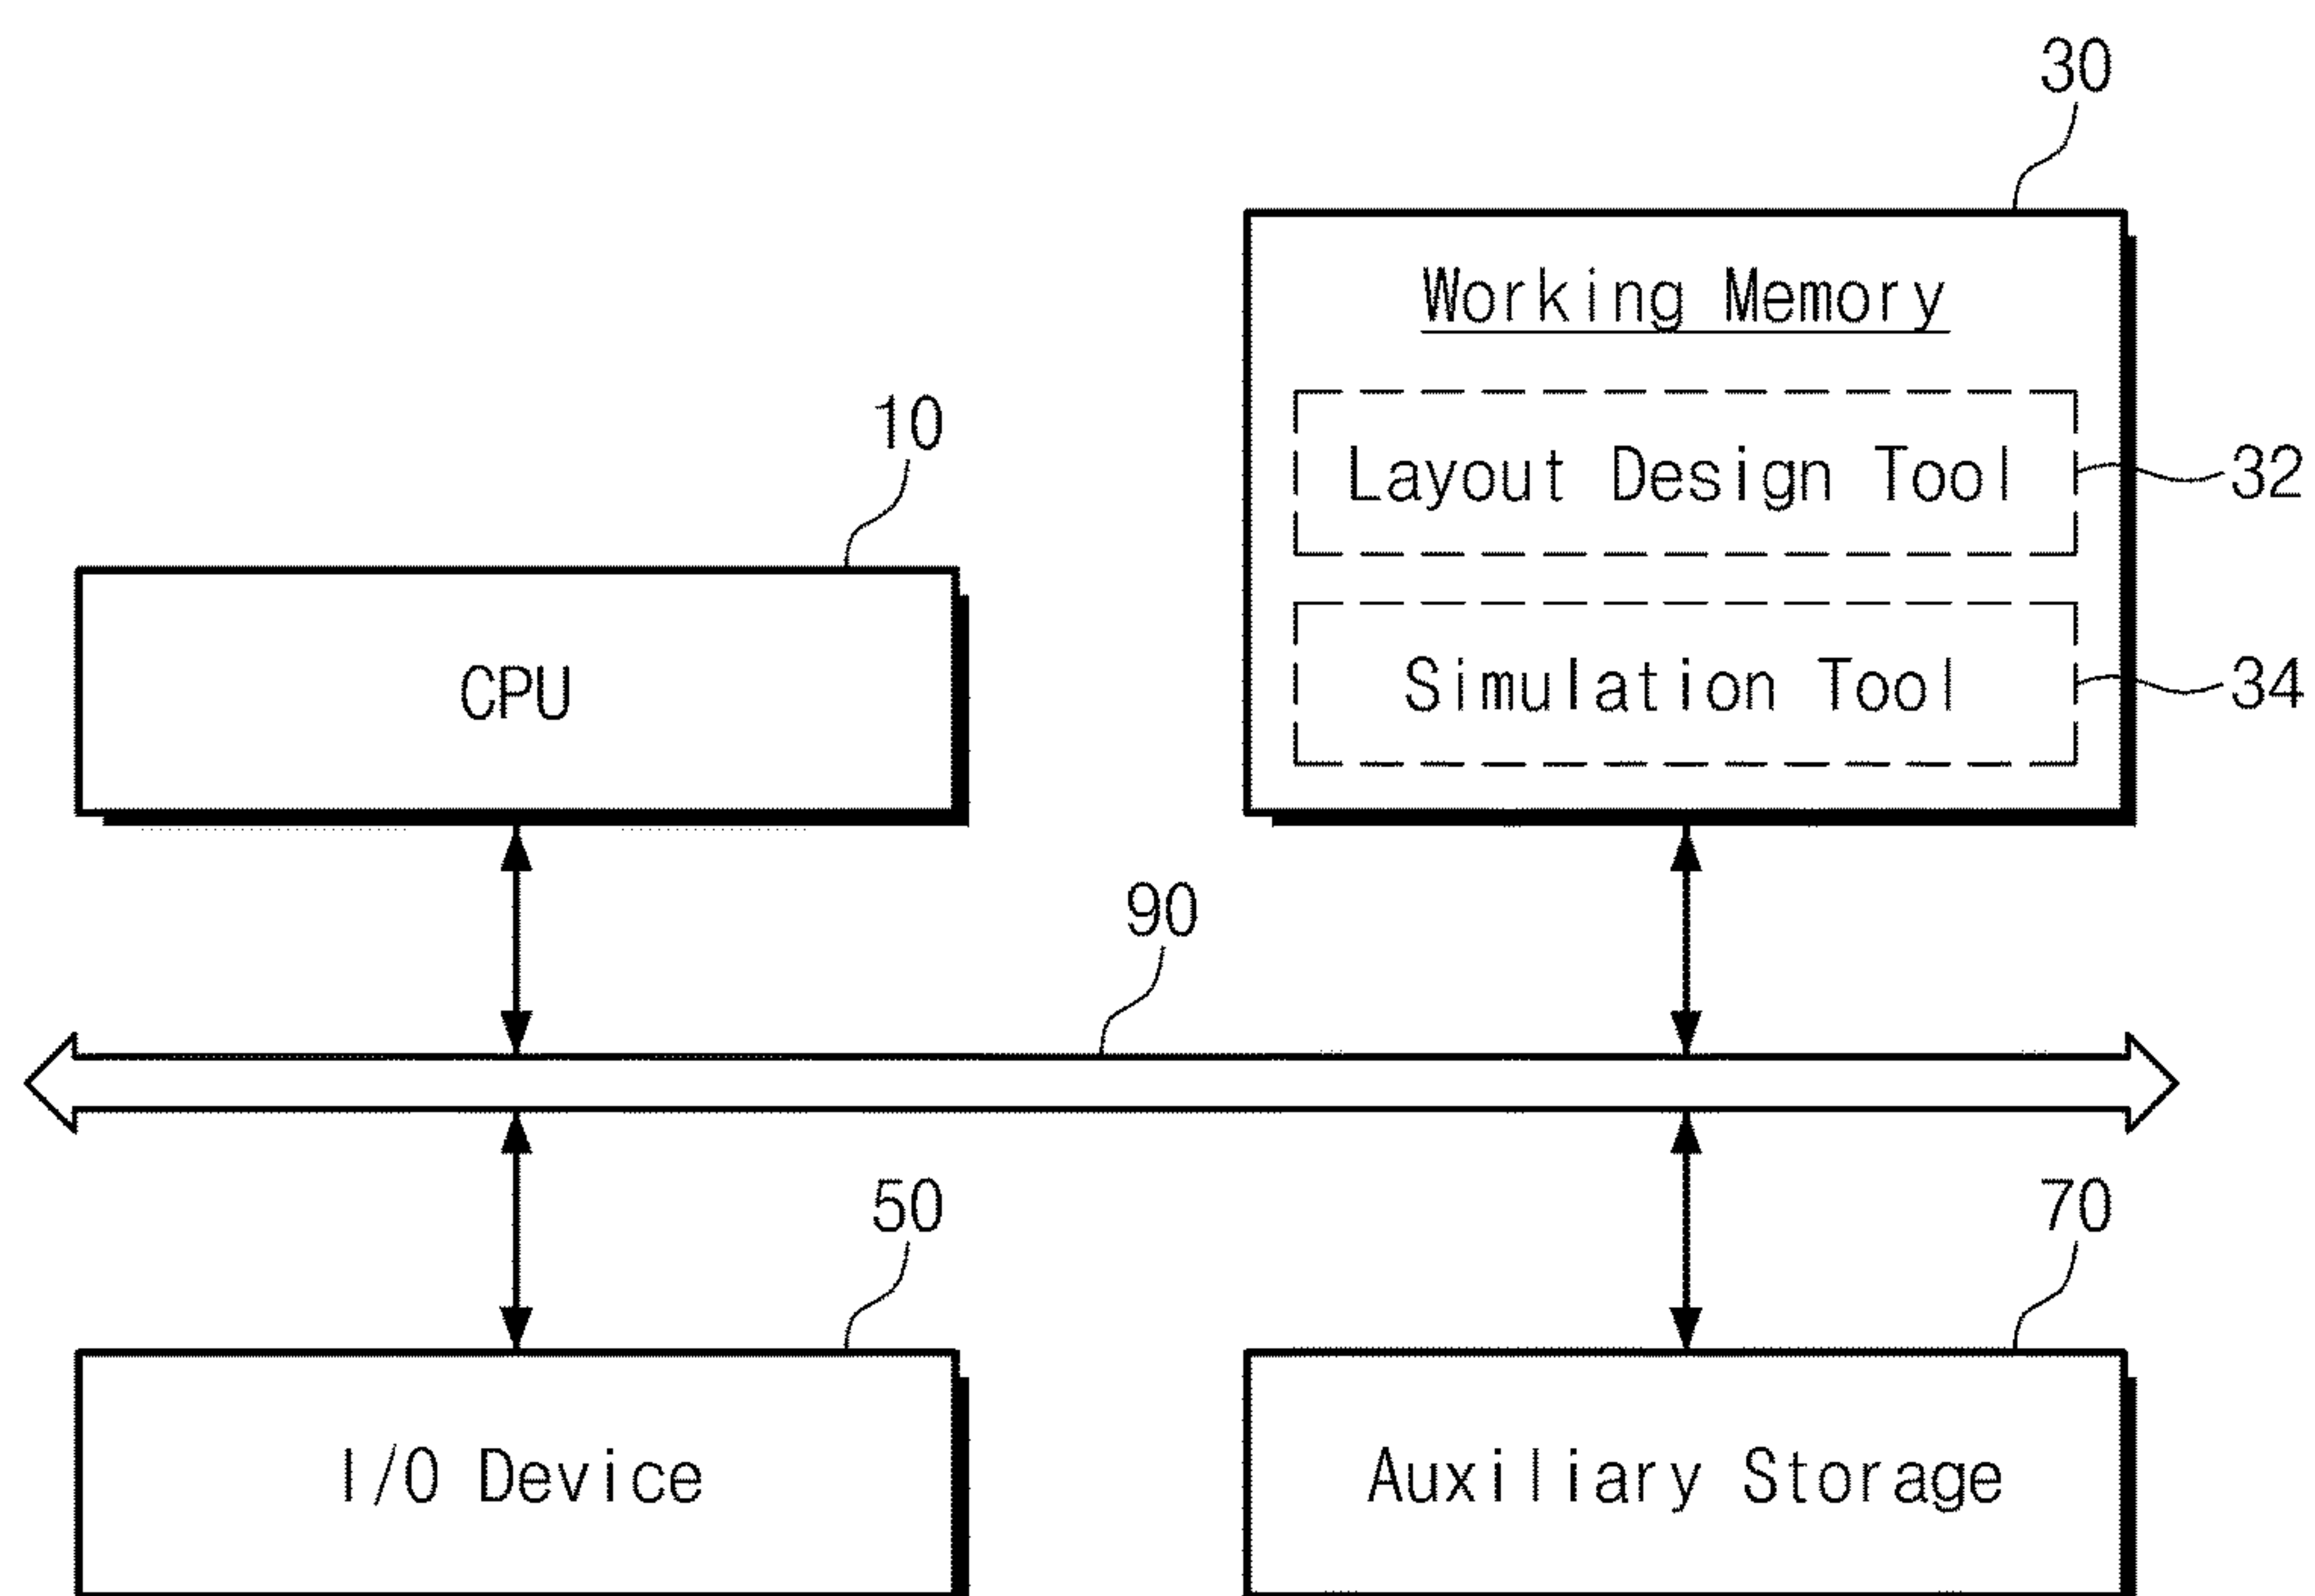 30
Working Memory
10
Layout Design Tool
32
CPU
Simulation Tool
34
90
50
70
I/O Device
Auxiliary Storage